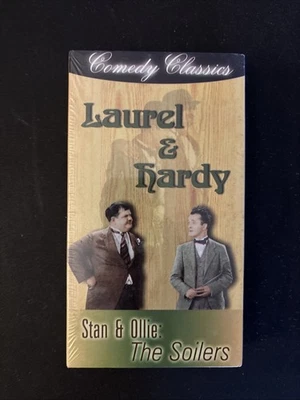 Comedy Classics
Laurel
&
Hardy
Stan & Ollie:
The Soilers